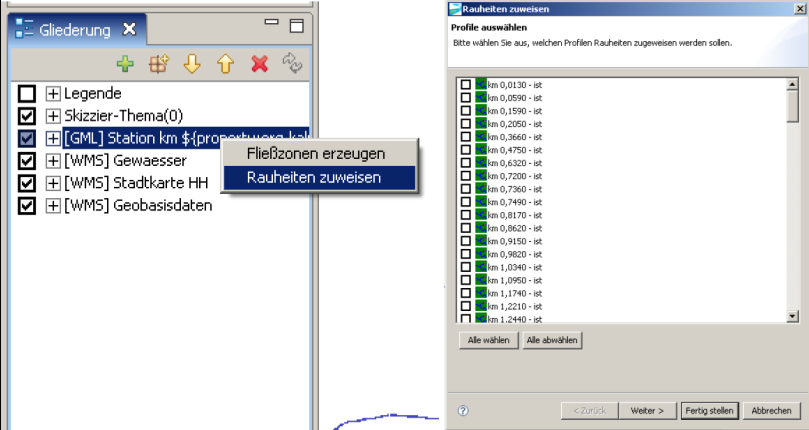 Gliederung
Legende
Skizzier-Thema(0)
[GML] Station km ${property:org.kal
[WMS] Gewaesser
[WMS] Stadtkarte HH
[WMS] Geobasisdaten
Fließzonen erzeugen
Rauheiten zuweisen
Rauheiten zuweisen
Profile auswählen
Bitte wählen Sie aus, welchen Profilen Rauheiten zugeweisen werden sollen.
km 0,0130 - ist
km 0,0590 - ist
km 0,1590 - ist
km 0,2050 - ist
km 0,3660 - ist
km 0,4750 - ist
km 0,6320 - ist
km 0,7200 - ist
km 0,7360 - ist
km 0,7490 - ist
km 0,8170 - ist
km 0,8620 - ist
km 0,9150 - ist
km 0,9820 - ist
km 1,0340 - ist
km 1,0950 - ist
km 1,1740 - ist
km 1,2210 - ist
km 1,2440 - ist
Alle wählen Alle abwählen
< Zurück Weiter > Fertig stellen Abbrechen